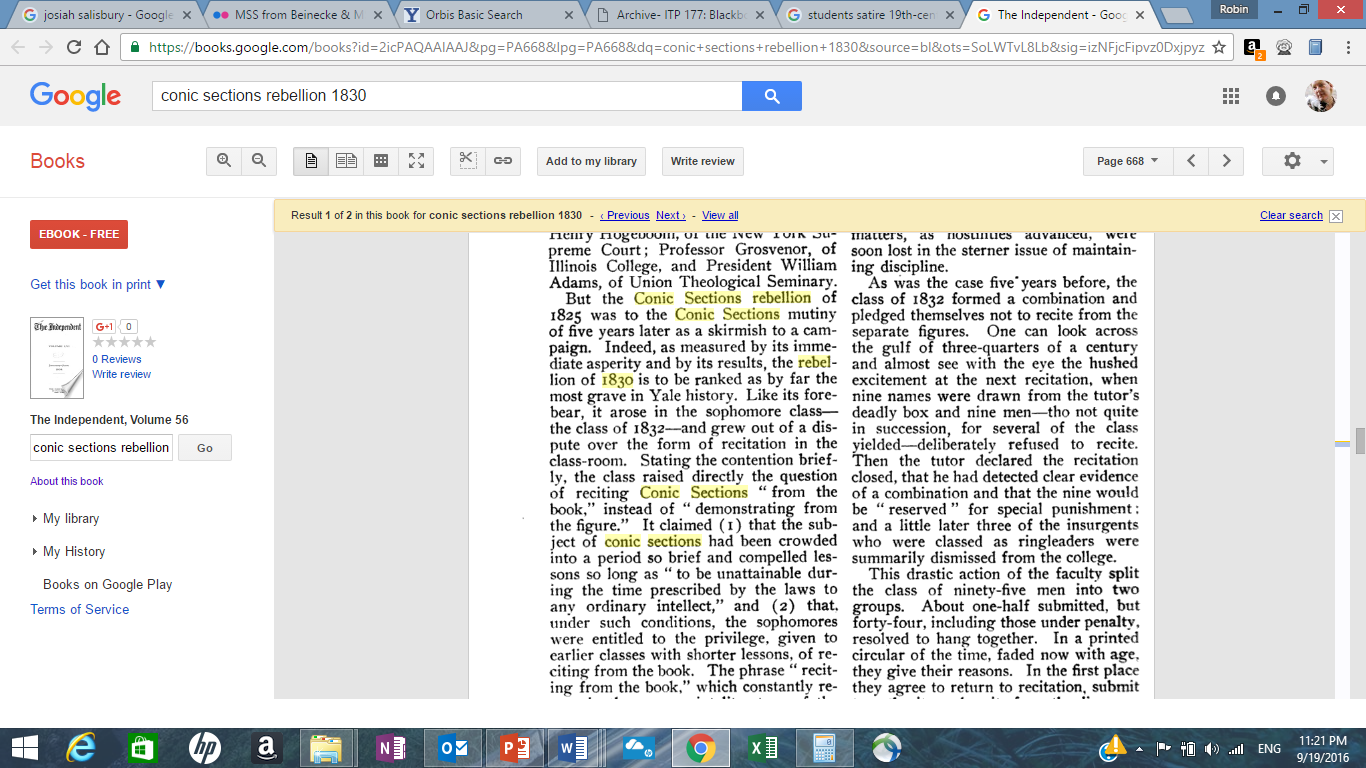 josiah salisbury - Google
MSS from Beinecke & M
Orbis Basic Search
Archive- ITP 177: Blackb
students satire 19th-cen
The Independent - Goog
Robin
https://books.google.com/books?id=2icPAQAAIAAJ&pg=PA668&lpg=PA668&dq=conic+sections+rebellion+1830&source=bl&ots=SoLWTvL8Lb&sig=izNFjcFipvz0Dxjpyz
2
Google
conic sections rebellion 1830
Books
Add to my library
Write review
Page 668
Result 1 of 2 in this book for conic sections rebellion 1830 - ‹ Previous Next › - View all
Clear search
EBOOK - FREE
Get this book in print ▼
The Independent
G+1 0
0 Reviews
Write review
The Independent, Volume 56
conic sections rebellion
Go
About this book
My library
My History
Books on Google Play
Terms of Service
Henry Hogeboom, of the New York Su-
preme Court; Professor Grosvenor, of
Illinois College, and President William
Adams, of Union Theological Seminary.
But the Conic Sections rebellion of
1825 was to the Conic Sections mutiny
of five years later as a skirmish to a cam-
paign. Indeed, as measured by its imme-
diate asperity and by its results, the rebel-
lion of 1830 is to be ranked as by far the
most grave in Yale history. Like its fore-
bear, it arose in the sophomore class—
the class of 1832—and grew out of a dis-
pute over the form of recitation in the
class-room. Stating the contention brief-
ly, the class raised directly the question
of reciting Conic Sections “from the
book,” instead of “demonstrating from
the figure.” It claimed (1) that the sub-
ject of conic sections had been crowded
into a period so brief and compelled les-
sons so long as “to be unattainable dur-
ing the time prescribed by the laws to
any ordinary intellect,” and (2) that,
under such conditions, the sophomores
were entitled to the privilege, given to
earlier classes with shorter lessons, of re-
citing from the book. The phrase “recit-
ing from the book,” which constantly re-
matters, as hostilities advanced, were
soon lost in the sterner issue of maintain-
ing discipline.
As was the case five years before, the
class of 1832 formed a combination and
pledged themselves not to recite from the
separate figures. One can look across
the gulf of three-quarters of a century
and almost see with the eye the hushed
excitement at the next recitation, when
nine names were drawn from the tutor’s
deadly box and nine men—tho not quite
in succession, for several of the class
yielded—deliberately refused to recite.
Then the tutor declared the recitation
closed, that he had detected clear evidence
of a combination and that the nine would
be “reserved” for special punishment;
and a little later three of the insurgents
who were classed as ringleaders were
summarily dismissed from the college.
This drastic action of the faculty split
the class of ninety-five men into two
groups. About one-half submitted, but
forty-four, including those under penalty,
resolved to hang together. In a printed
circular of the time, faded now with age,
they give their reasons. In the first place
they agree to return to recitation, submit
ENG
11:21 PM
9/19/2016